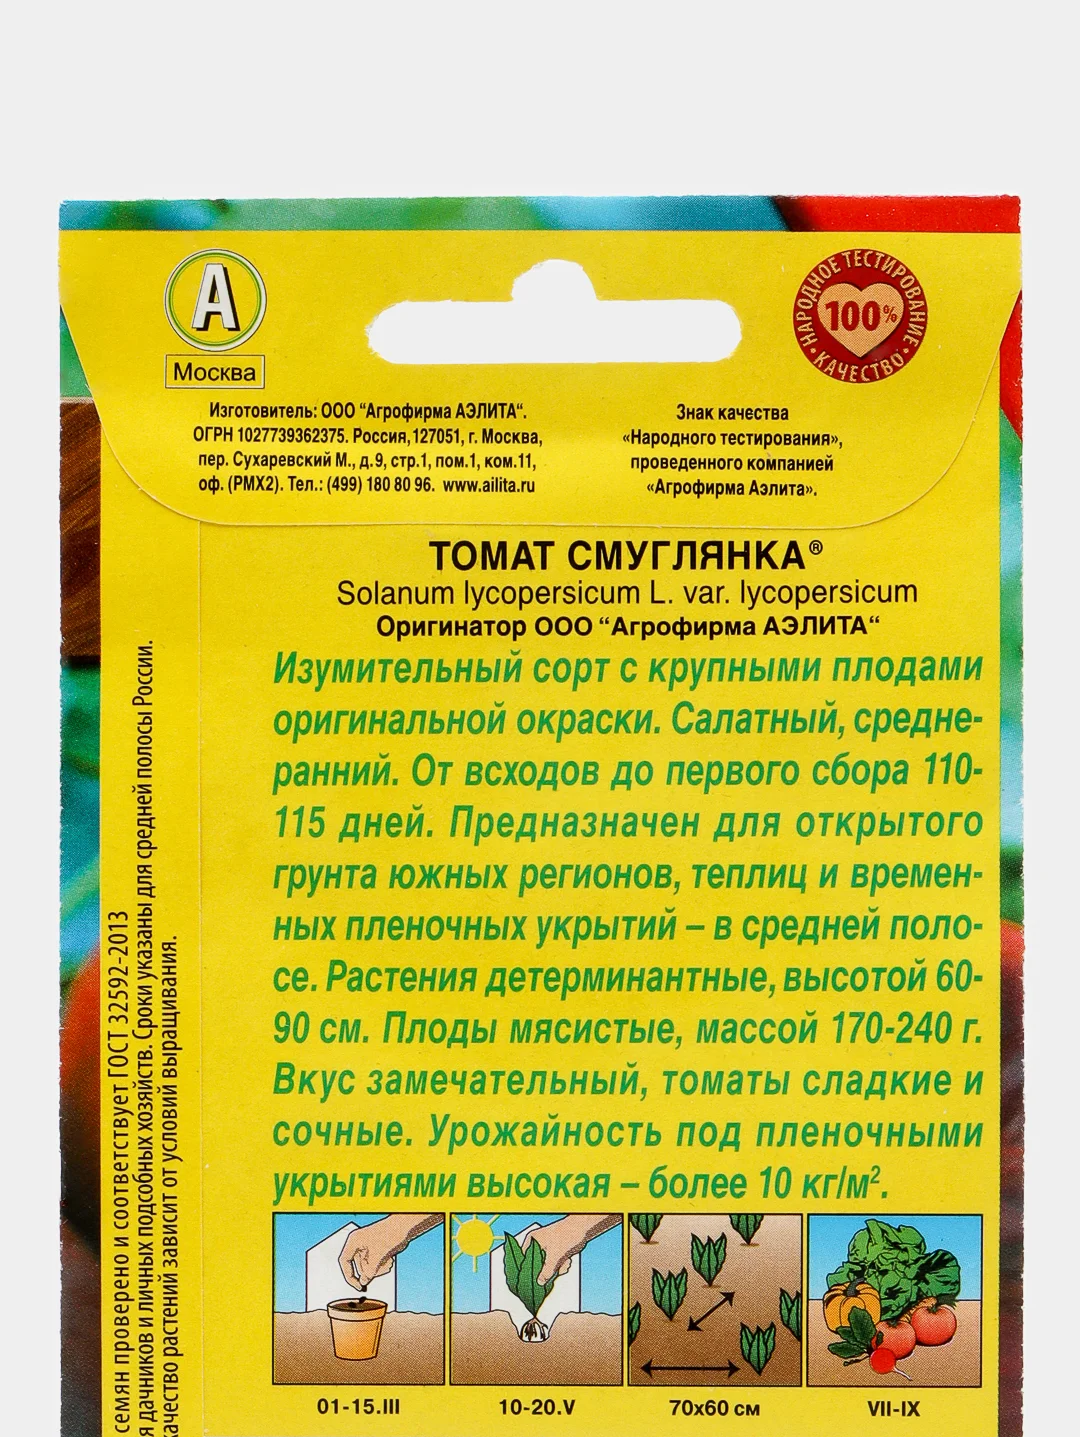 А
Москва
НАРОДНОЕ ТЕСТИРОВАНИЕ
100%
• КАЧЕСТВО •
Изготовитель: ООО “Агрофирма АЭЛИТА“.
ОГРН 1027739362375. Россия,127051, г. Москва,
пер. Сухаревский М., д.9, стр.1, пом.1, ком.11,
оф. (РМХ2). Тел.: (499) 180 80 96. www.ailita.ru
Знак качества
«Народного тестирования»,
проведенного компанией
«Агрофирма Аэлита».
ТОМАТ СМУГЛЯНКА®
Solanum lycopersicum L. var. lycopersicum
Оригинатор ООО “Агрофирма АЭЛИТА“
Изумительный сорт с крупными плодами
оригинальной окраски. Салатный, средне-
ранний. От всходов до первого сбора 110-
115 дней. Предназначен для открытого
грунта южных регионов, теплиц и времен-
ных пленочных укрытий – в средней поло-
се. Растения детерминантные, высотой 60-
90 см. Плоды мясистые, массой 170-240 г.
Вкус замечательный, томаты сладкие и
сочные. Урожайность под пленочными
укрытиями высокая – более 10 кг/м².
01-15.III
10-20.V
70х60 см
VII-IX
семян проверено и соответствует ГОСТ 32592-2013
я дачников и личных подсобных хозяйств. Сроки указаны для средней полосы России.
качество растений зависит от условий выращивания.